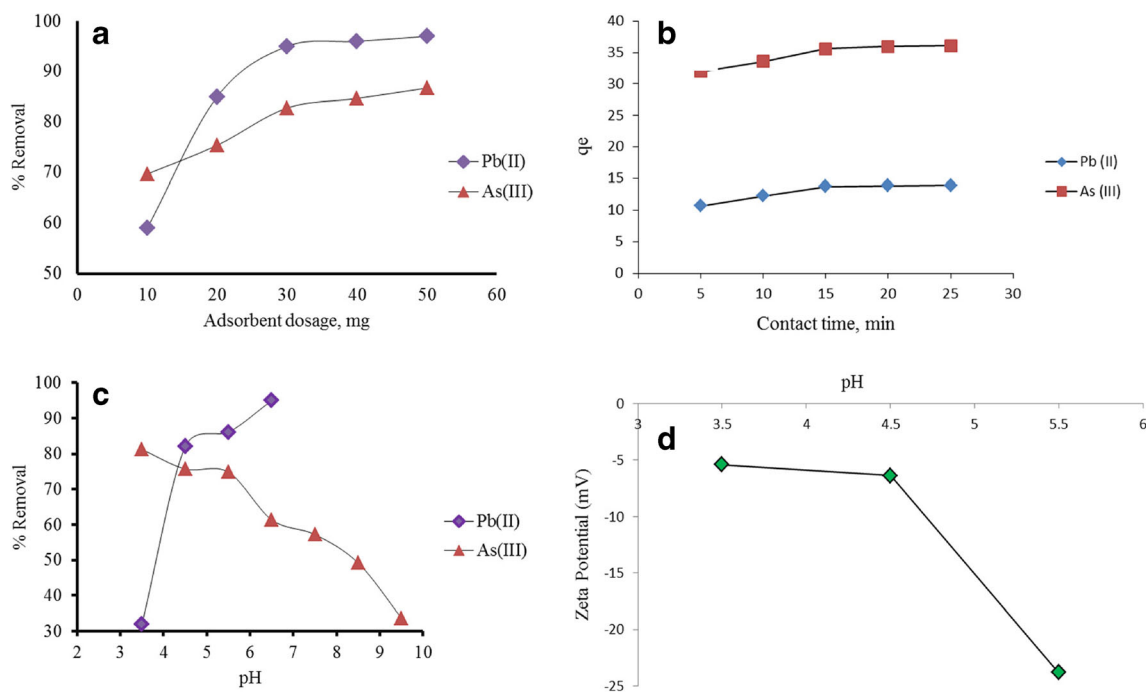 a
100
90
80
70
60
50
% Removal
0 10 20 30 40 50 60
Adsorbent dosage, mg
Pb(II)
As(III)
b
40
35
30
25
20
15
10
5
0
qe
0 5 10 15 20 25 30
Contact time, min
Pb (II)
As (III)
c
100
90
80
70
60
50
40
30
% Removal
2 3 4 5 6 7 8 9 10
pH
Pb(II)
As(III)
pH
3 3.5 4 4.5 5 5.5 6
d
0
-5
-10
-15
-20
-25
Zeta Potential (mV)